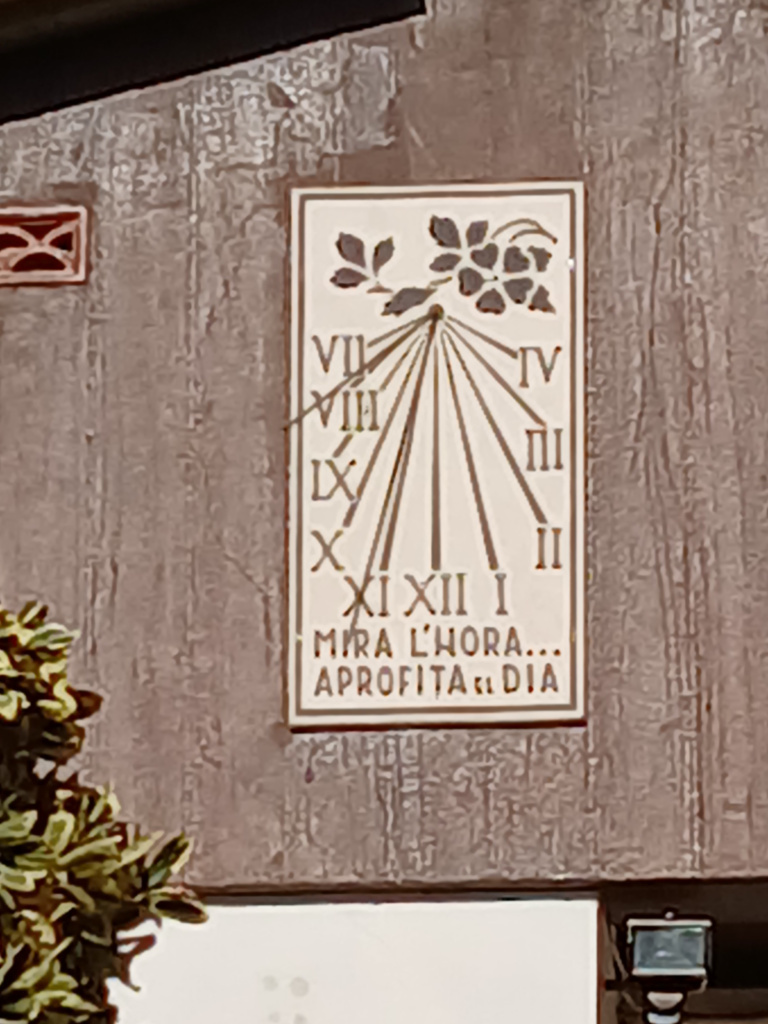 VII IV
VIII III
IX
X II
XI XII I
MIRA L'HORA...
APROFITA EL DIA